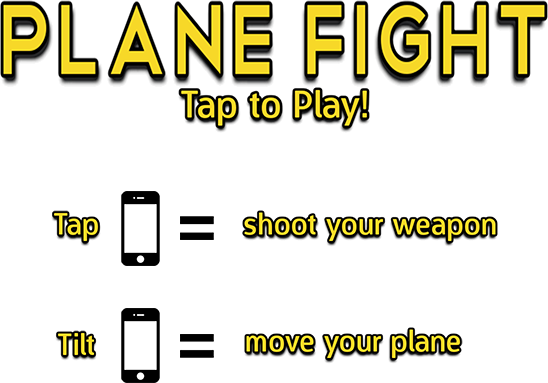 PLANE FIGHT
Tap to Play!
Tap = shoot your weapon
Tilt = move your plane